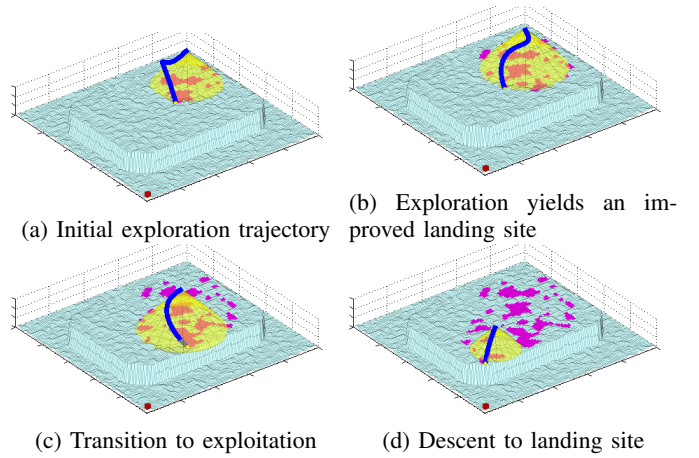 (a) Initial exploration trajectory
(b) Exploration yields an im-
proved landing site
(c) Transition to exploitation
(d) Descent to landing site